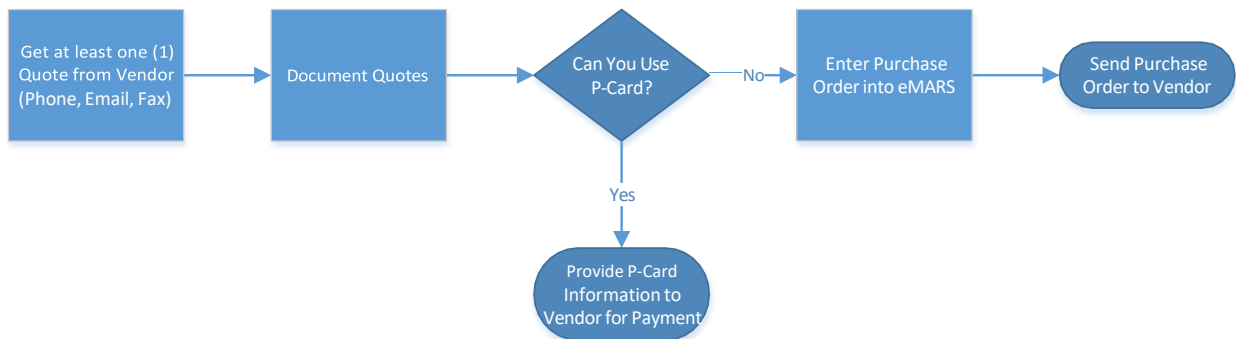 Get at least one (1)
Quote from Vendor
(Phone, Email, Fax)
Document Quotes
Can You Use
P-Card?
No
Enter Purchase
Order into eMARS
Send Purchase
Order to Vendor
Yes
Provide P-Card
Information to
Vendor for Payment